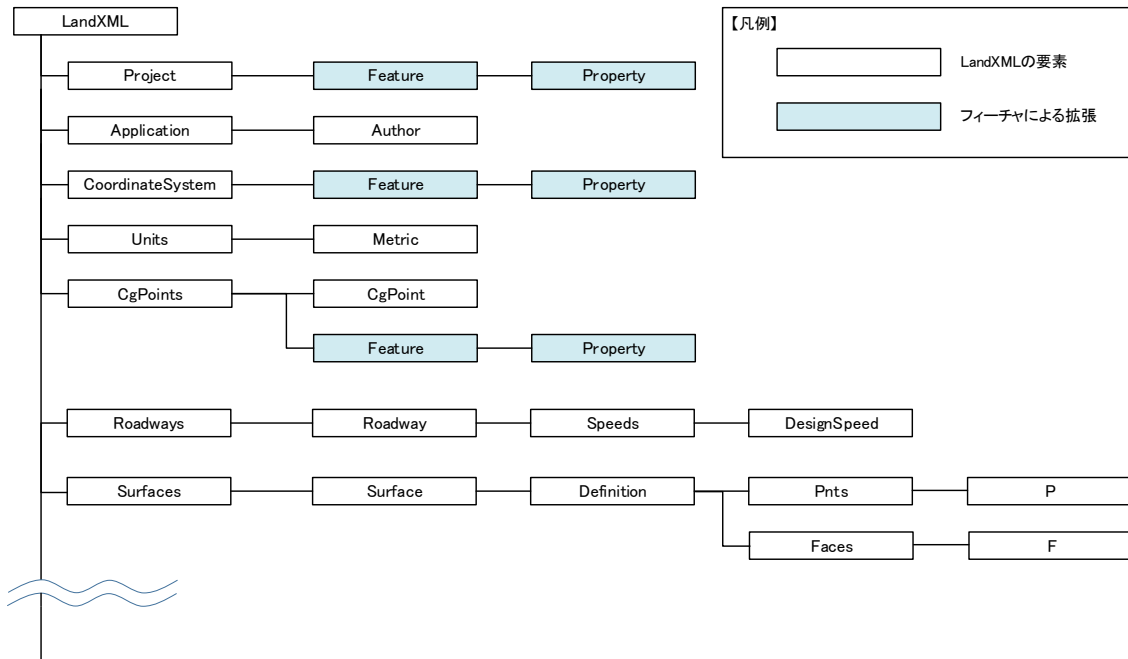 LandXML
【凡例】
LandXMLの要素
フィーチャによる拡張
Project
Feature
Property
Application
Author
CoordinateSystem
Feature
Property
Units
Metric
CgPoints
CgPoint
Feature
Property
Roadways
Roadway
Speeds
DesignSpeed
Surfaces
Surface
Definition
Pnts
P
Faces
F